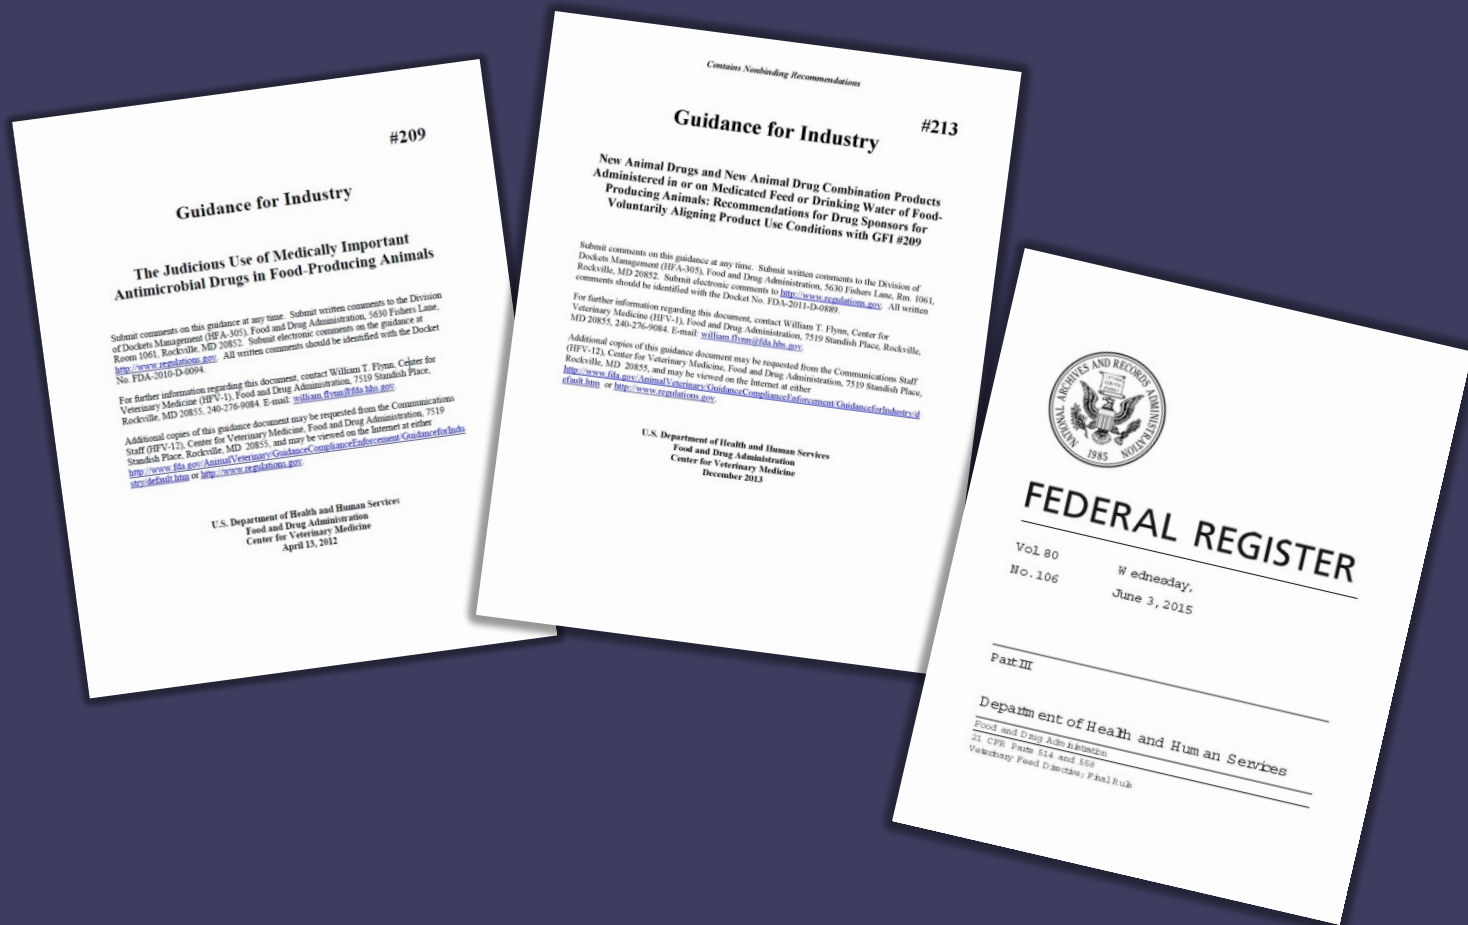 #209
Guidance for Industry
The Judicious Use of Medically Important
Antimicrobial Drugs in Food-Producing Animals
Submit comments on this guidance at any time. Submit written comments to the Division
of Dockets Management (HFA-305), Food and Drug Administration, 5630 Fishers Lane,
Room 1061, Rockville, MD 20852. Submit electronic comments on the guidance at
http://www.regulations.gov. All written comments should be identified with the Docket
No. FDA-2010-D-0094.
For further information regarding this document, contact William T. Flynn, Center for
Veterinary Medicine (HFV-1), Food and Drug Administration, 7519 Standish Place,
Rockville, MD 20855, 240-276-9084. E-mail: william.flynn@fda.hhs.gov.
Additional copies of this guidance document may be requested from the Communications
Staff (HFV-12), Center for Veterinary Medicine, Food and Drug Administration, 7519
Standish Place, Rockville, MD 20855, and may be viewed on the Internet at either
http://www.fda.gov/AnimalVeterinary/GuidanceComplianceEnforcement/GuidanceforIndu
stry/default.htm or http://www.regulations.gov.
U.S. Department of Health and Human Services
Food and Drug Administration
Center for Veterinary Medicine
April 13, 2012
Contains Nonbinding Recommendations
#213
Guidance for Industry
New Animal Drugs and New Animal Drug Combination Products
Administered in or on Medicated Feed or Drinking Water of Food-
Producing Animals: Recommendations for Drug Sponsors for
Voluntarily Aligning Product Use Conditions with GFI #209
Submit comments on this guidance at any time. Submit written comments to the Division of
Dockets Management (HFA-305), Food and Drug Administration, 5630 Fishers Lane, Rm. 1061,
Rockville, MD 20852. Submit electronic comments to http://www.regulations.gov. All written
comments should be identified with the Docket No. FDA-2011-D-0889.
For further information regarding this document, contact William T. Flynn, Center for
Veterinary Medicine (HFV-1), Food and Drug Administration, 7519 Standish Place, Rockville,
MD 20855, 240-276-9084. E-mail: william.flynn@fda.hhs.gov.
Additional copies of this guidance document may be requested from the Communications Staff
(HFV-12), Center for Veterinary Medicine, Food and Drug Administration, 7519 Standish Place,
Rockville, MD 20855, and may be viewed on the Internet at either
http://www.fda.gov/AnimalVeterinary/GuidanceComplianceEnforcement/GuidanceforIndustry/d
efault.htm or http://www.regulations.gov.
U.S. Department of Health and Human Services
Food and Drug Administration
Center for Veterinary Medicine
December 2013
NATIONAL ARCHIVES AND RECORDS ADMINISTRATION
1985
FEDERAL REGISTER
Vol. 80 Wednesday,
No. 106 June 3, 2015
Part III
Department of Health and Human Services
Food and Drug Administration
21 CFR Parts 514 and 558
Veterinary Feed Directive; Final Rule